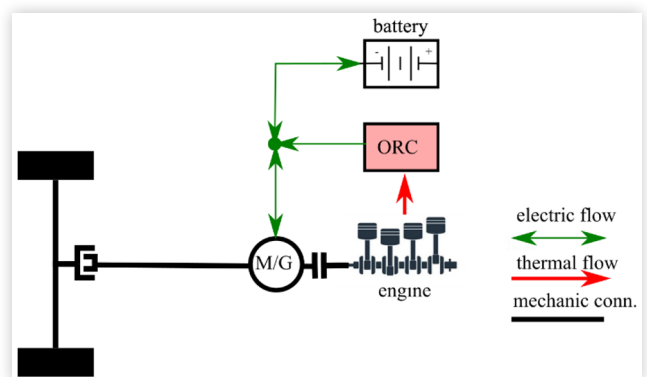 battery
- +
ORC
electric flow
M/G
thermal flow
engine
mechanic conn.